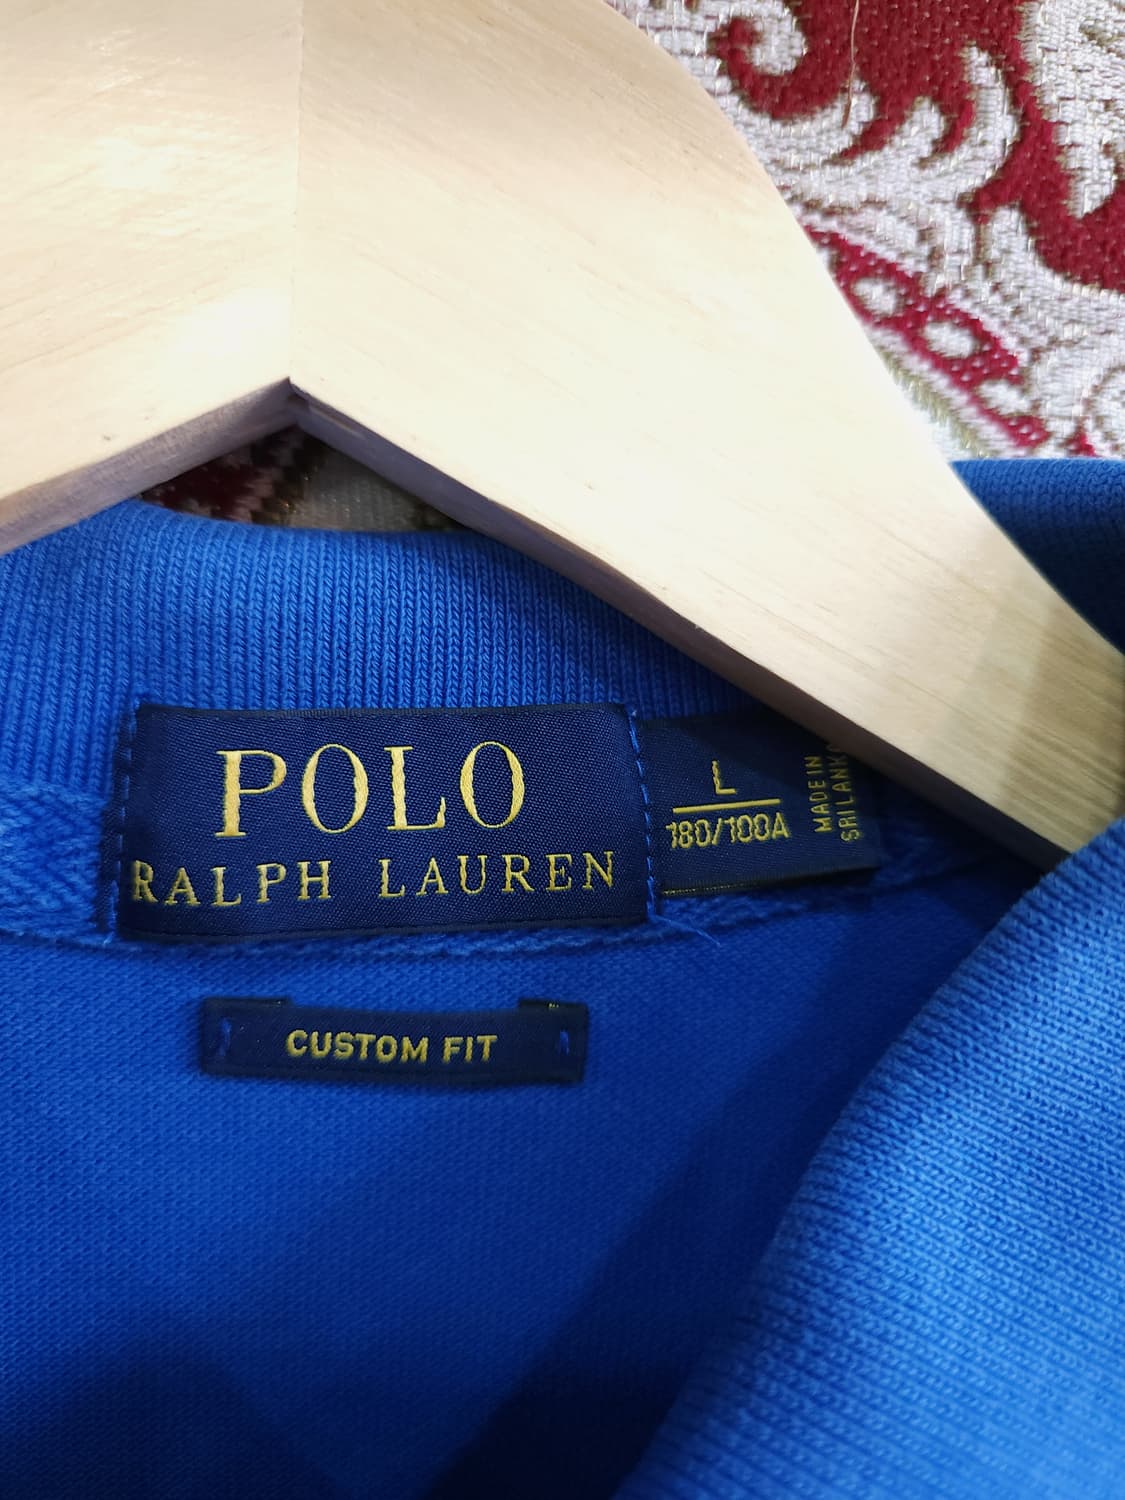 POLO
RALPH LAUREN
L
180/100A
MADE IN
SRI LANKA
CUSTOM FIT